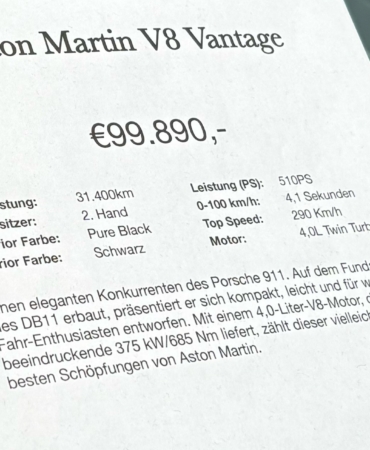 on Martin V8 Vantage
€99.890,-
stung: 31.400km Leistung (PS): 510PS
sitzer: 2. Hand 0-100 km/h: 4,1 Sekunden
ior Farbe: Pure Black Top Speed: 290 Km/h
rior Farbe: Schwarz Motor: 4,0L Twin Turb
nen eleganten Konkurrenten des Porsche 911. Auf dem Fund
les DB11 erbaut, präsentiert er sich kompakt, leicht und für w
Fahr-Enthusiasten entworfen. Mit einem 4,0-Liter-V8-Motor, d
beeindruckende 375 kW/685 Nm liefert, zählt dieser vielleich
besten Schöpfungen von Aston Martin.